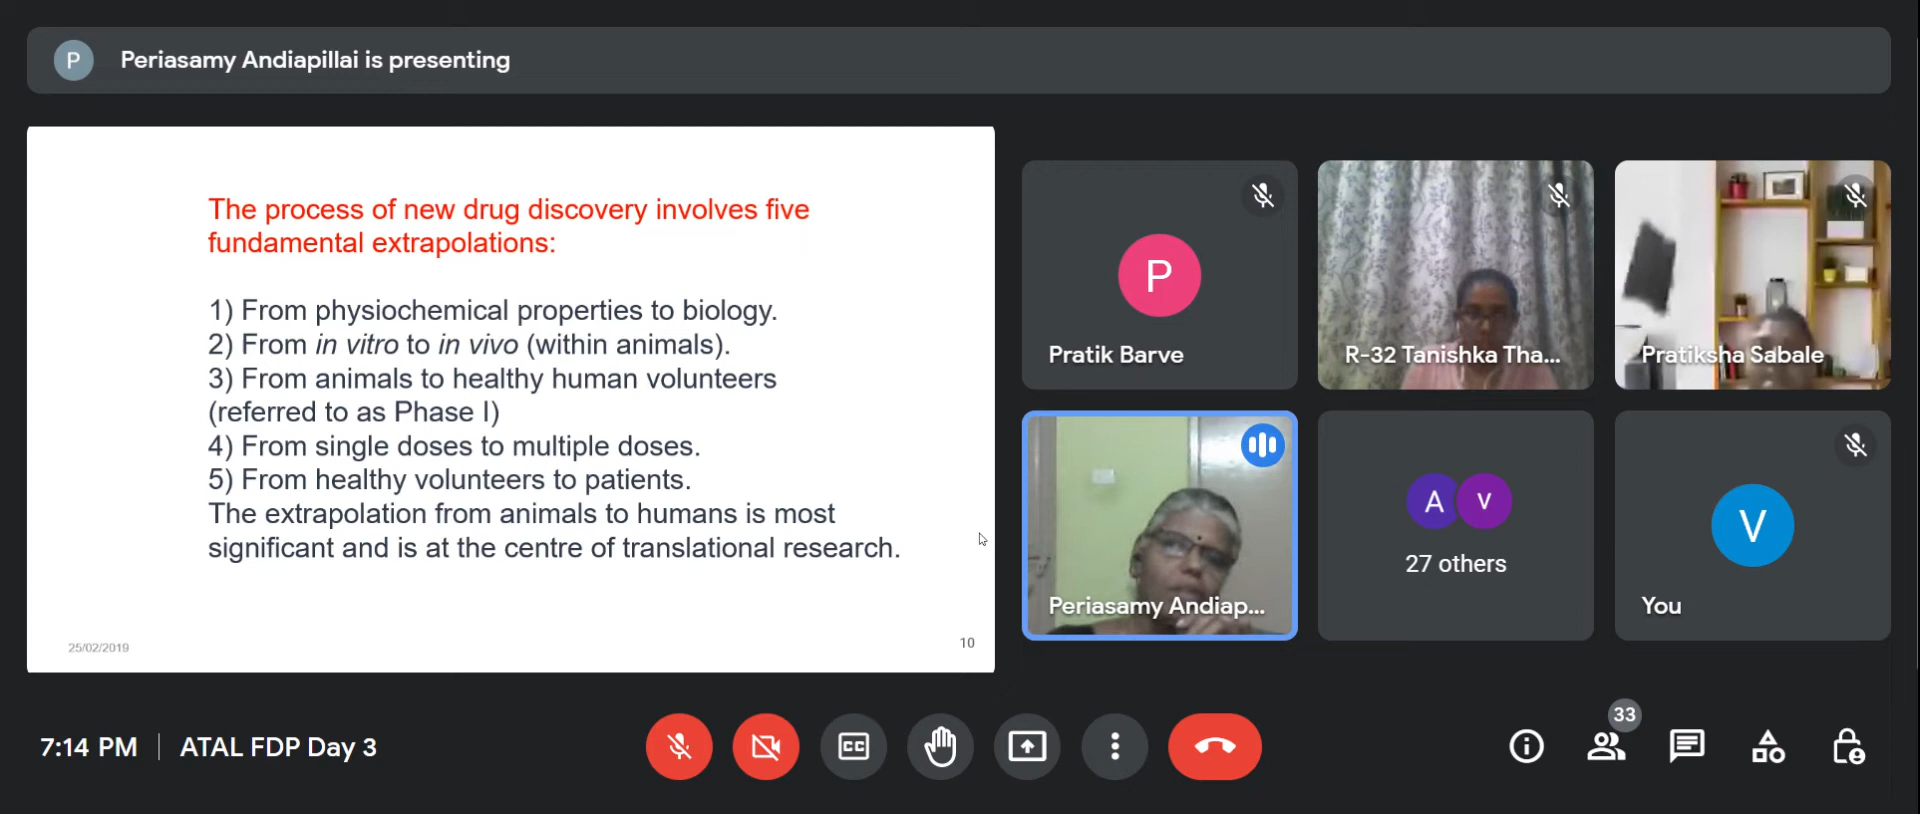 P
Periasamy Andiapillai is presenting
The process of new drug discovery involves five
fundamental extrapolations:
1) From physiochemical properties to biology.
2) From in vitro to in vivo (within animals).
3) From animals to healthy human volunteers
(referred to as Phase I)
4) From single doses to multiple doses.
5) From healthy volunteers to patients.
The extrapolation from animals to humans is most
significant and is at the centre of translational research.
25/02/2019
10
P
Pratik Barve
R-32 Tanishka Tha...
Pratiksha Sabale
Periasamy Andiap...
A V
27 others
V
You
7:14 PM | ATAL FDP Day 3
CC
33